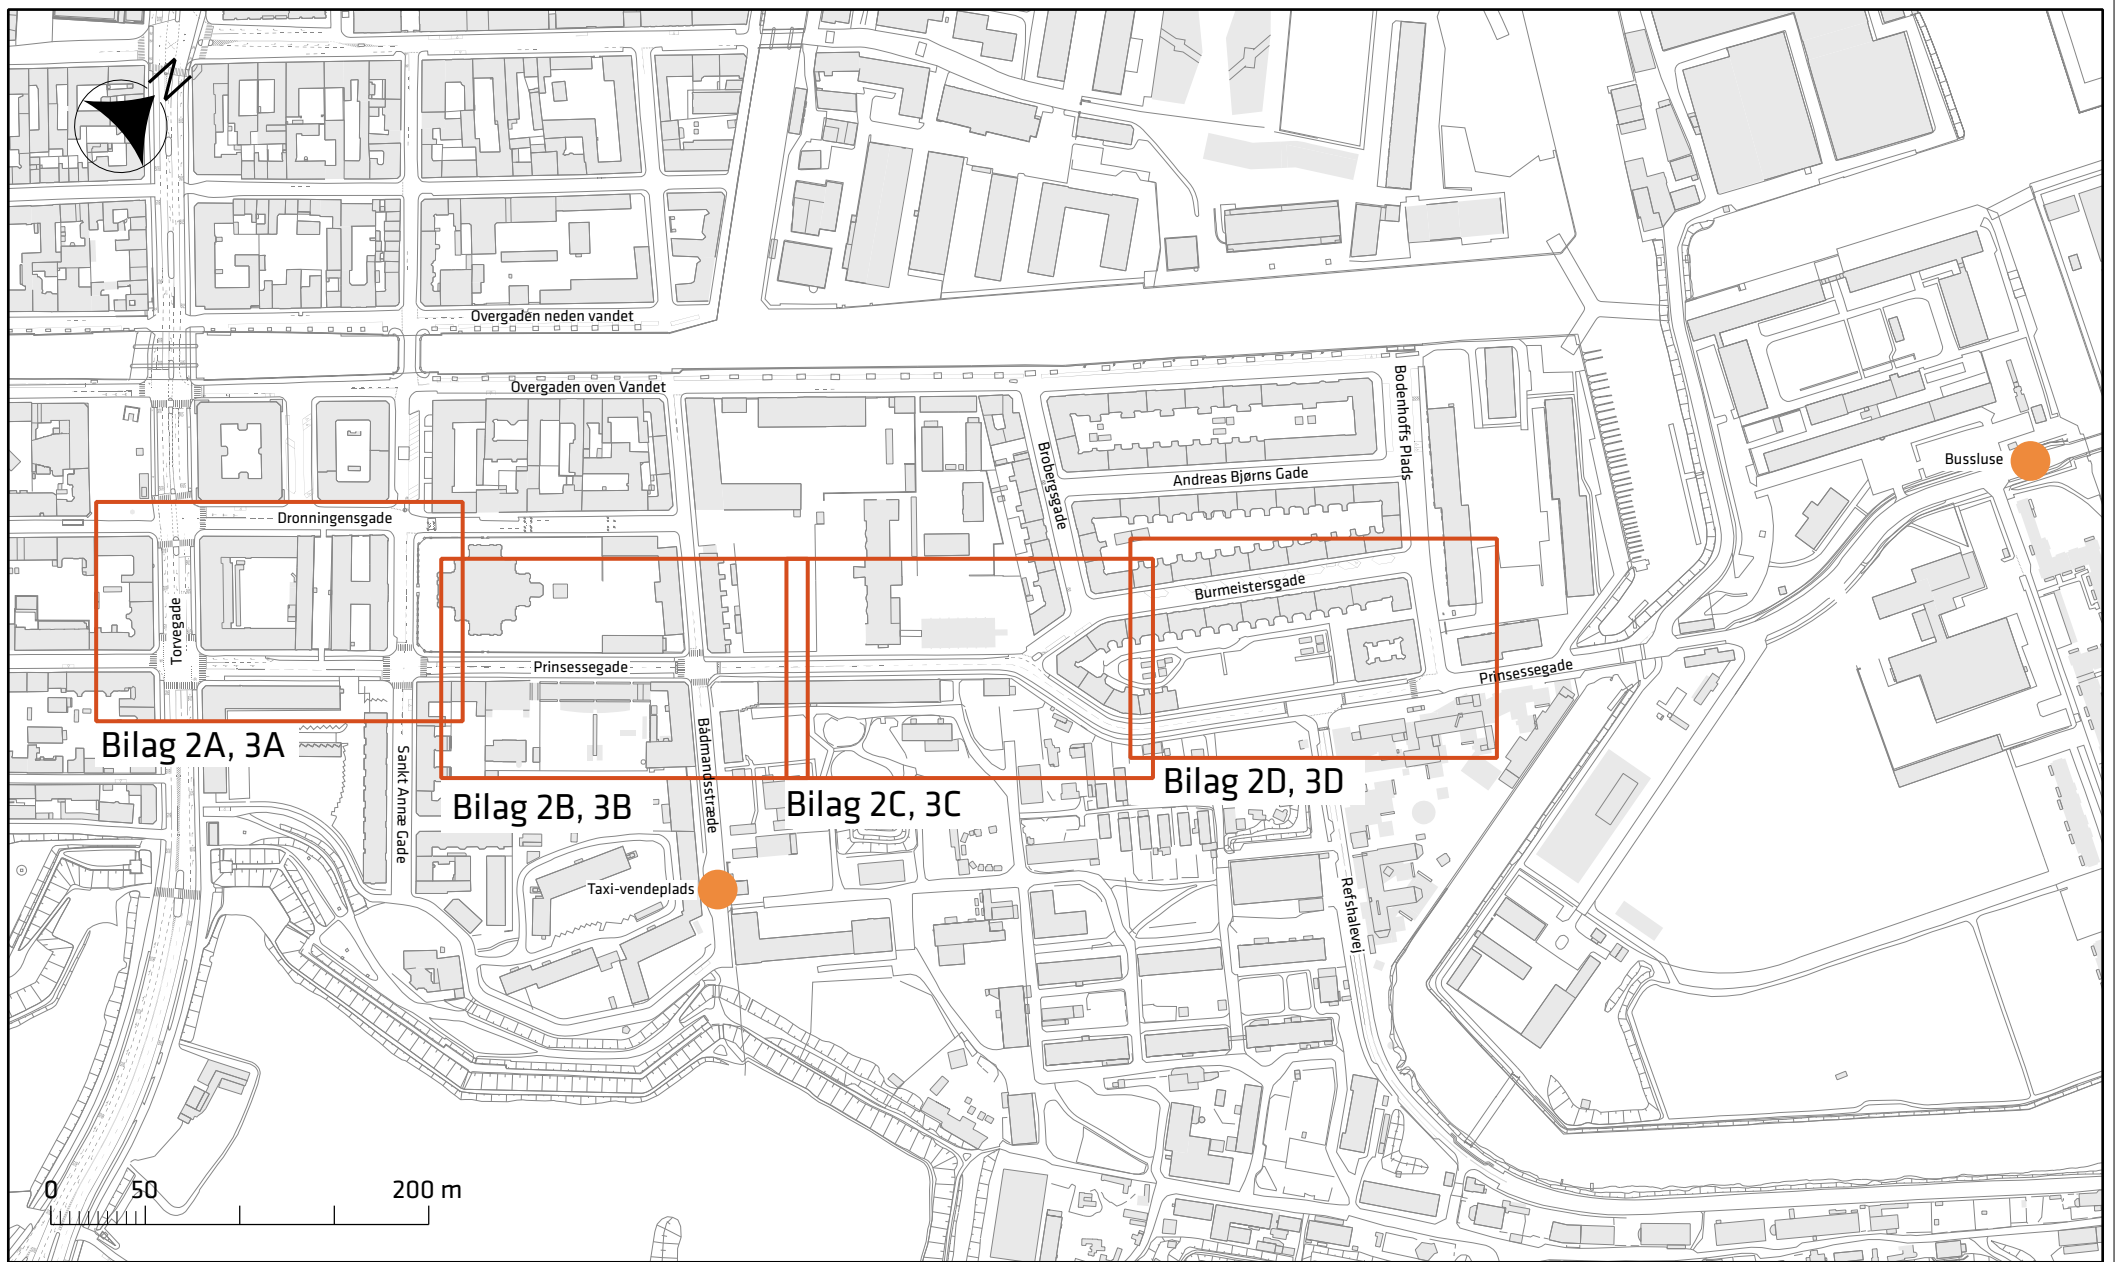 N
Overgaden neden vandet
Overgaden oven Vandet
Bodenhoffs Plads
Brobergsgade
Andreas Bjørns Gade
Bussluse
Dronningensgade
Torvegade
Burmeistersgade
Prinsessegade
Prinsessegade
Bilag 2A, 3A
Sankt Annæ Gade
Bådmandsstræde
Bilag 2B, 3B
Bilag 2C, 3C
Bilag 2D, 3D
Taxi-vendeplads
Refshalevej
0 50 200 m